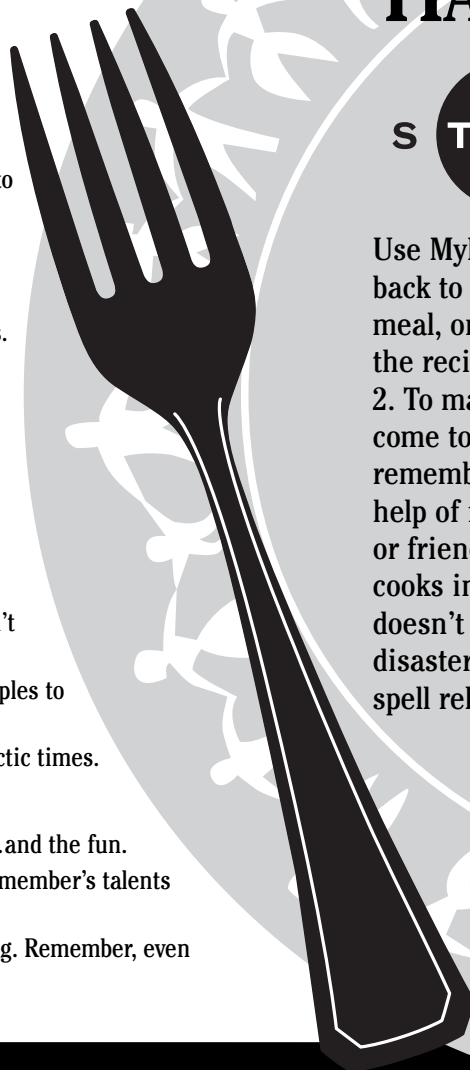 to
s.
't
ples to
ctic times.
.and the fun.
member's talents
g. Remember, even
HA
S T
Use Myl
back to
meal, or
the reci
2. To ma
come to
rememb
help of
or frien
cooks in
doesn't
disaster
spell rel